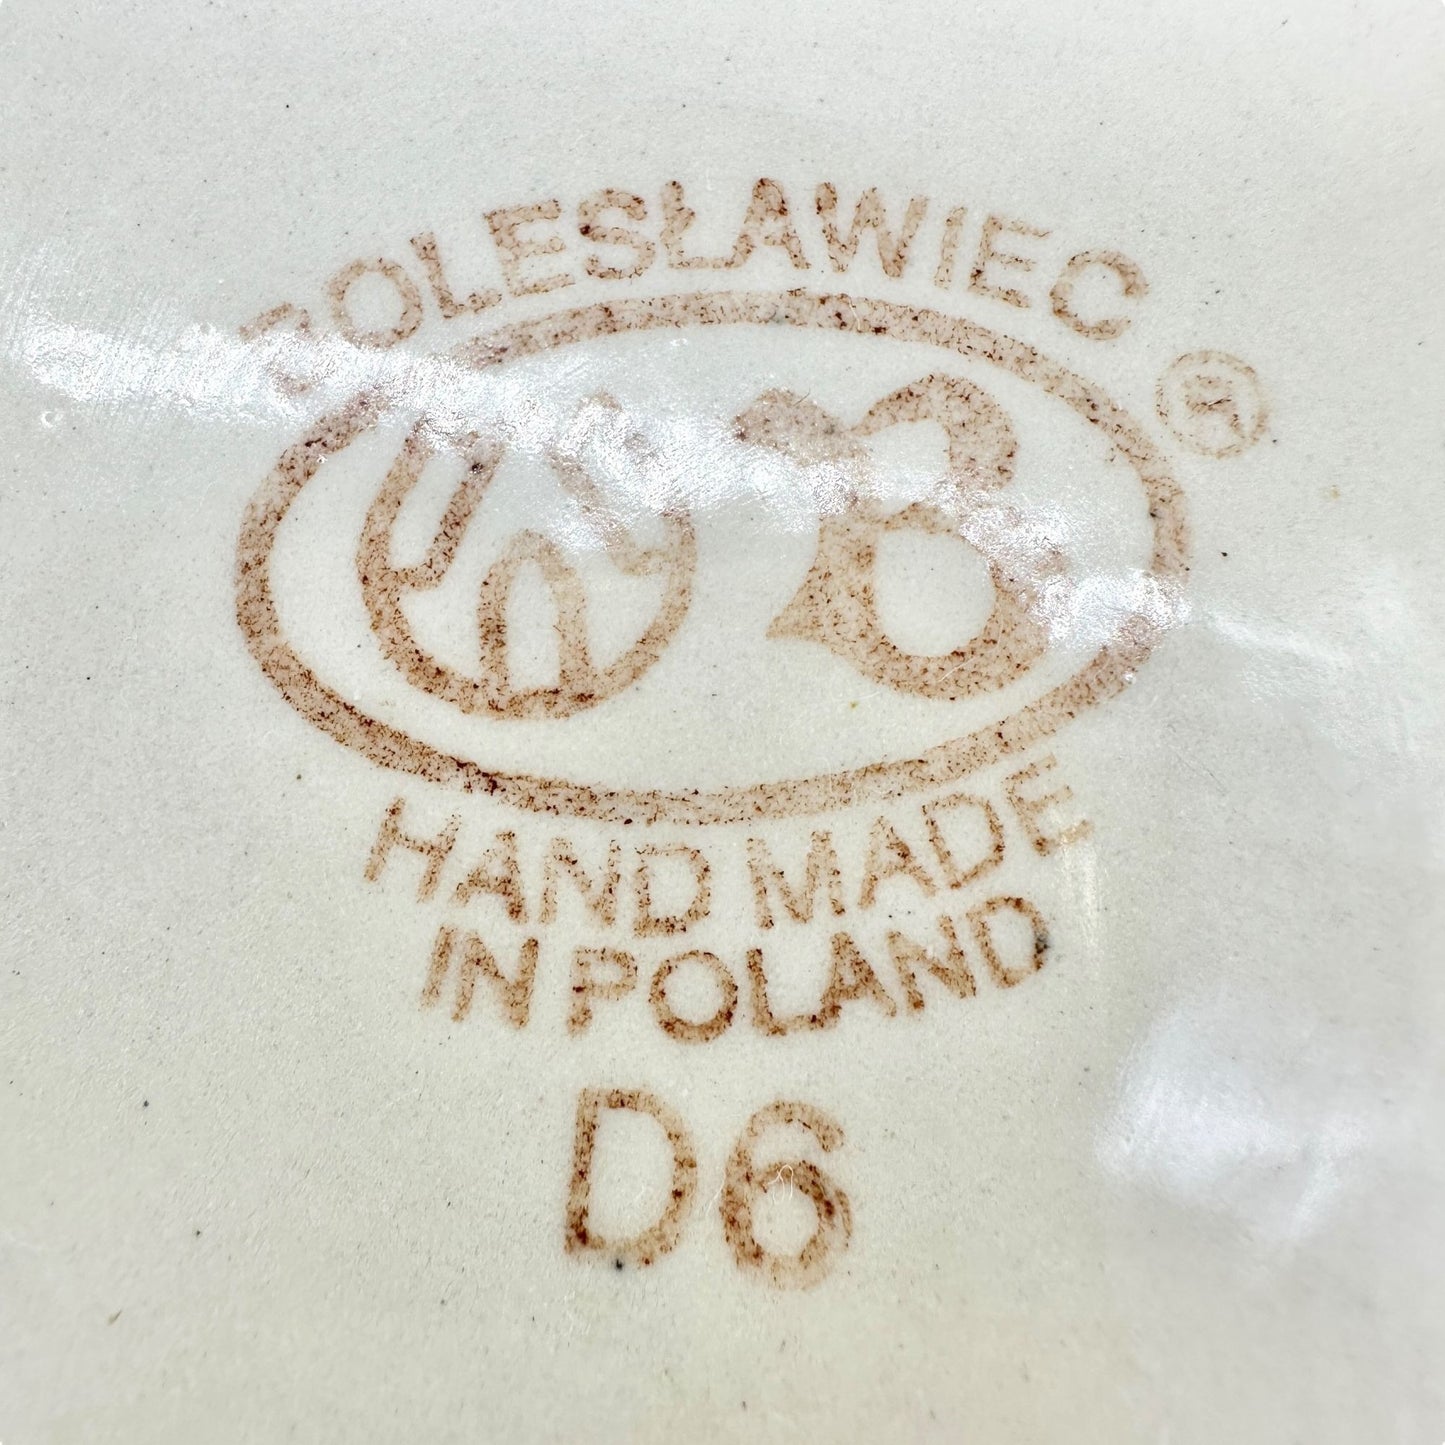 BOLESŁAWIEC
®
B
HAND MADE
IN POLAND
D6